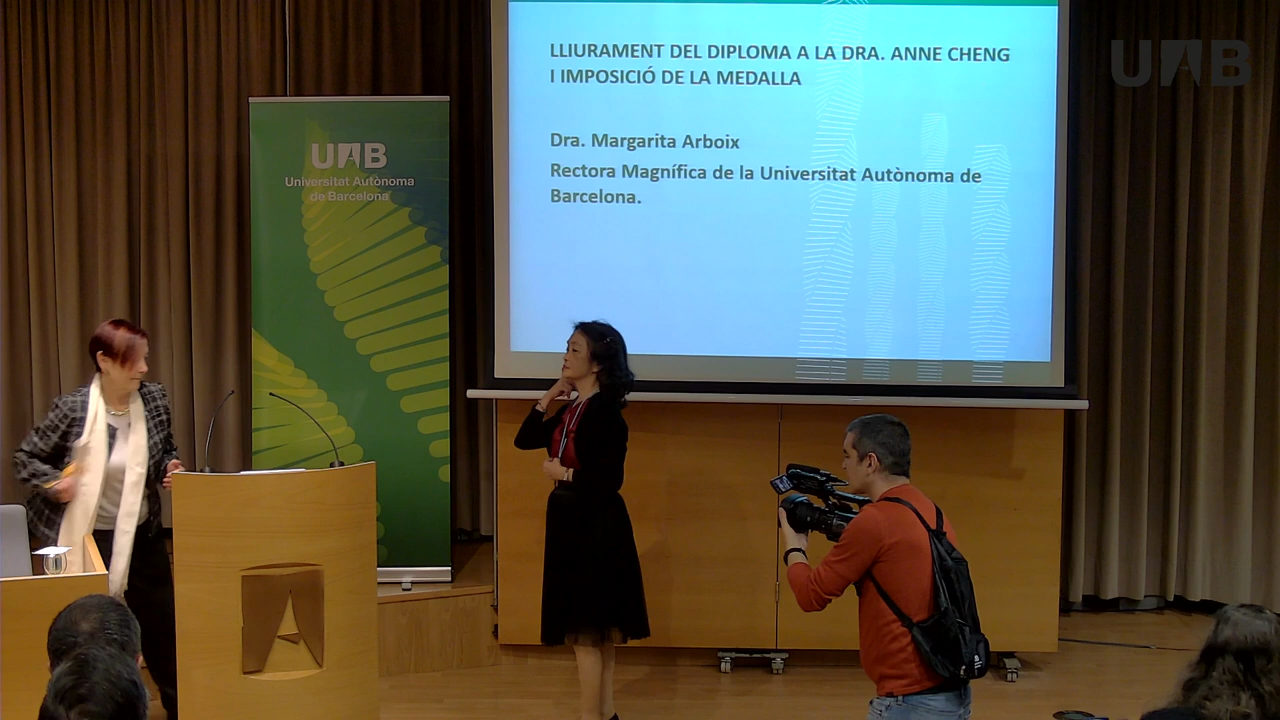 LLIURAMENT DEL DIPLOMA A LA DRA. ANNE CHENG
I IMPOSICIÓ DE LA MEDALLA
Dra. Margarita Arboix
Rectora Magnífica de la Universitat Autònoma de
Barcelona.
UAB
Universitat Autònoma
de Barcelona
UAB